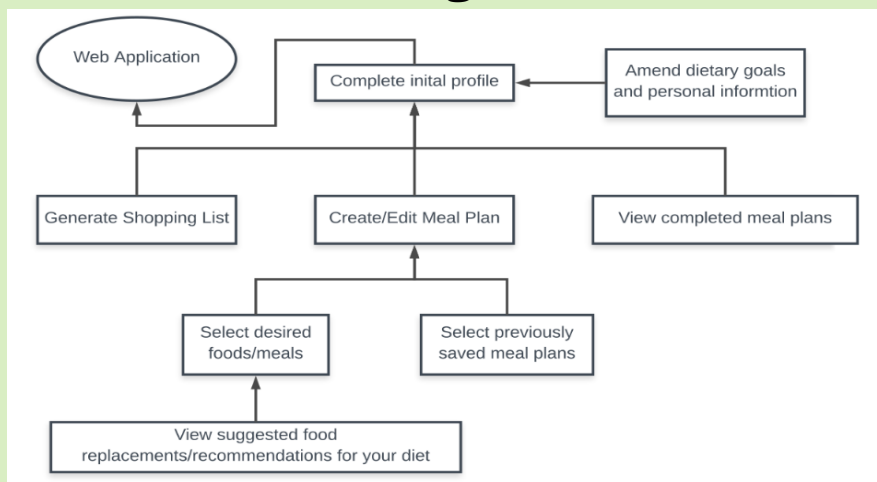 Web Application
Complete inital profile
Amend dietary goals
and personal informtion
Generate Shopping List
Create/Edit Meal Plan
View completed meal plans
Select desired
foods/meals
Select previously
saved meal plans
View suggested food
replacements/recommendations for your diet